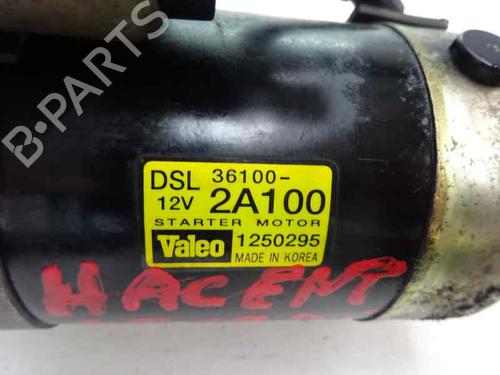 DSL 36100-
12V 2A100
STARTER MOTOR
Valeo 1250295
MADE IN KOREA
HACENT
B-PARTS